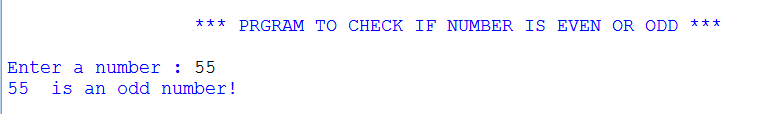 *** PRGRAM TO CHECK IF NUMBER IS EVEN OR ODD ***
Enter a number : 55
55  is an odd number!